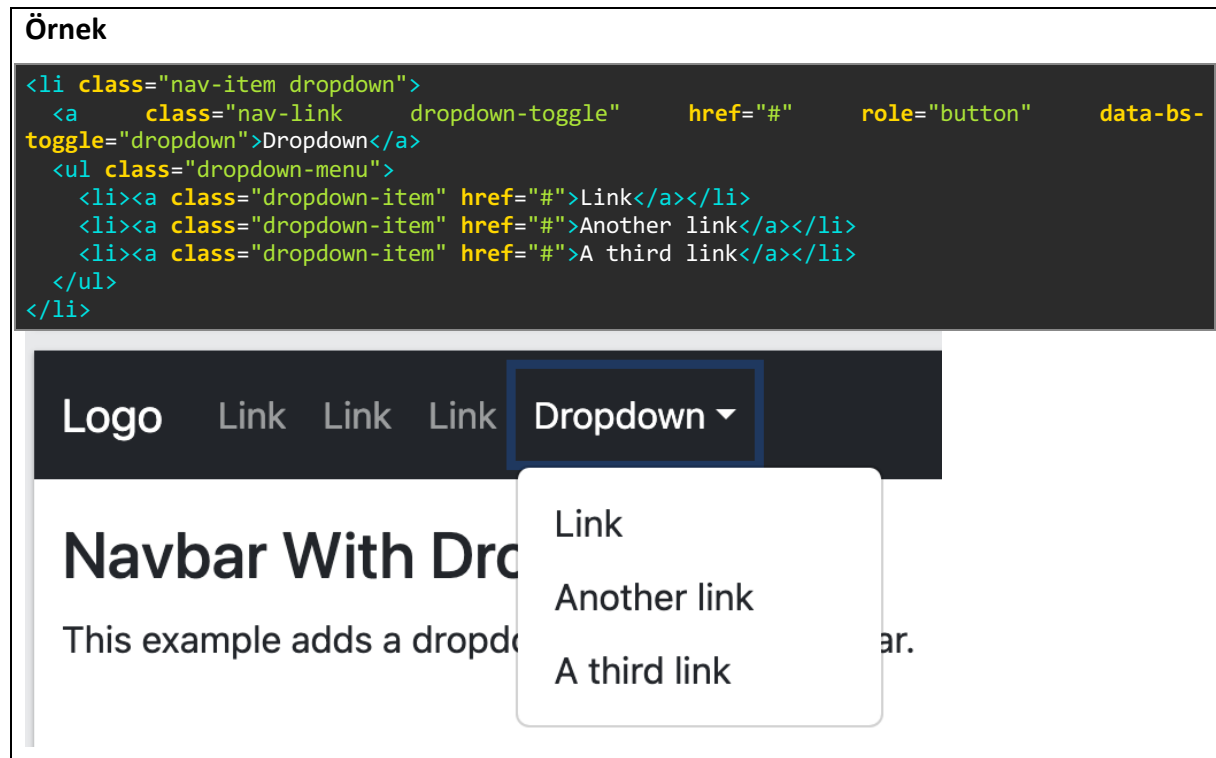 Örnek
<li class="nav-item dropdown">
  <a class="nav-link dropdown-toggle" href="#" role="button" data-bs-
toggle="dropdown">Dropdown</a>
  <ul class="dropdown-menu">
    <li><a class="dropdown-item" href="#">Link</a></li>
    <li><a class="dropdown-item" href="#">Another link</a></li>
    <li><a class="dropdown-item" href="#">A third link</a></li>
  </ul>
</li>
Logo Link Link Link Dropdown
Link
Navbar With Dro
Another link
This example adds a dropd ar.
A third link